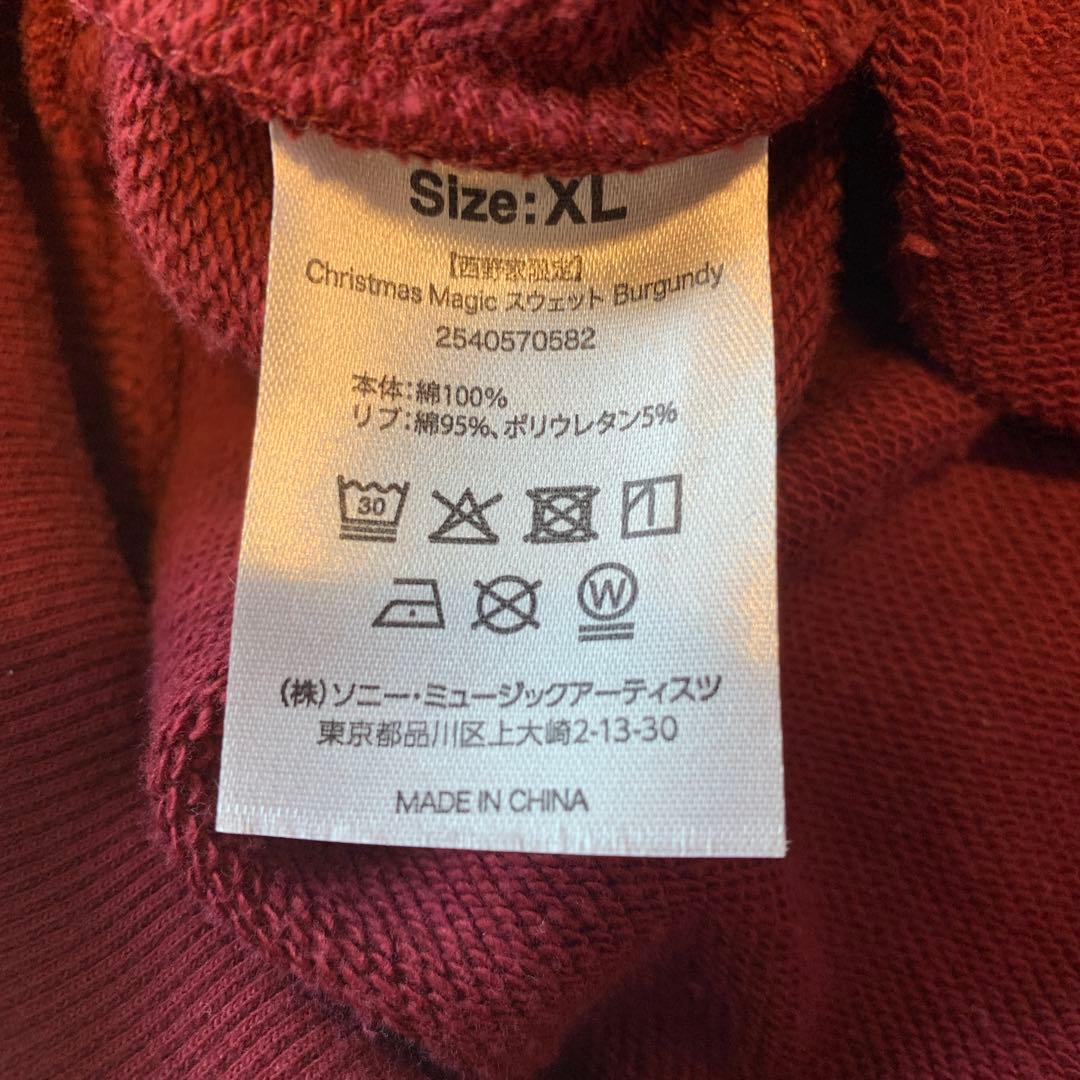 Size:XL
【西野家限定】
Christmas Magic スウェット Burgundy
2540570582
本体:綿100%
リブ:綿95%、ポリウレタン5%
30
W
(株)ソニー・ミュージックアーティスツ
東京都品川区上大崎2-13-30
MADE IN CHINA